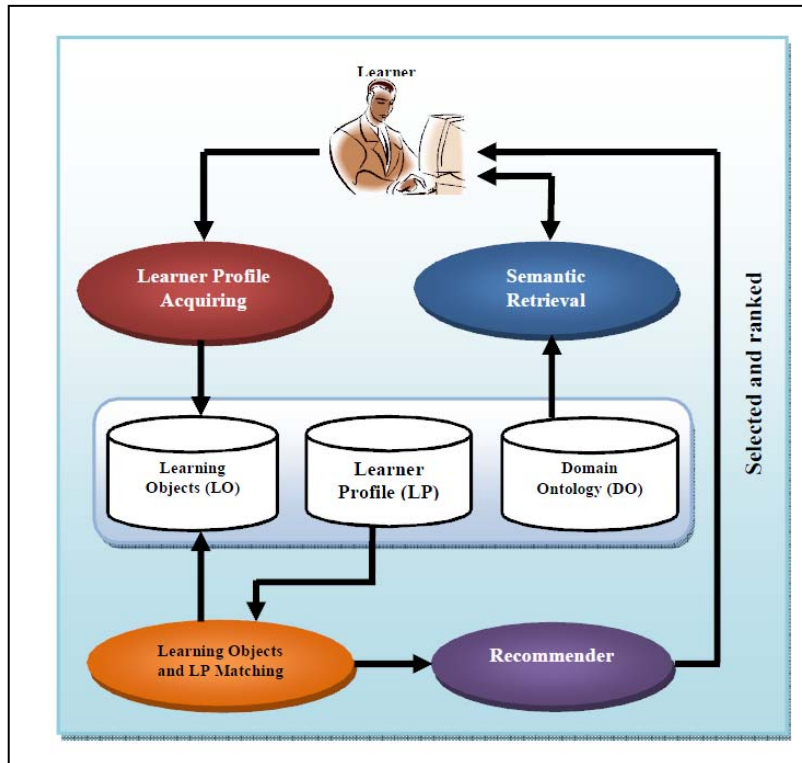 Learner
Learner Profile
Acquiring
Semantic
Retrieval
Selected and ranked
Learning
Objects (LO)
Learner
Profile (LP)
Domain
Ontology (DO)
Learning Objects
and LP Matching
Recommender